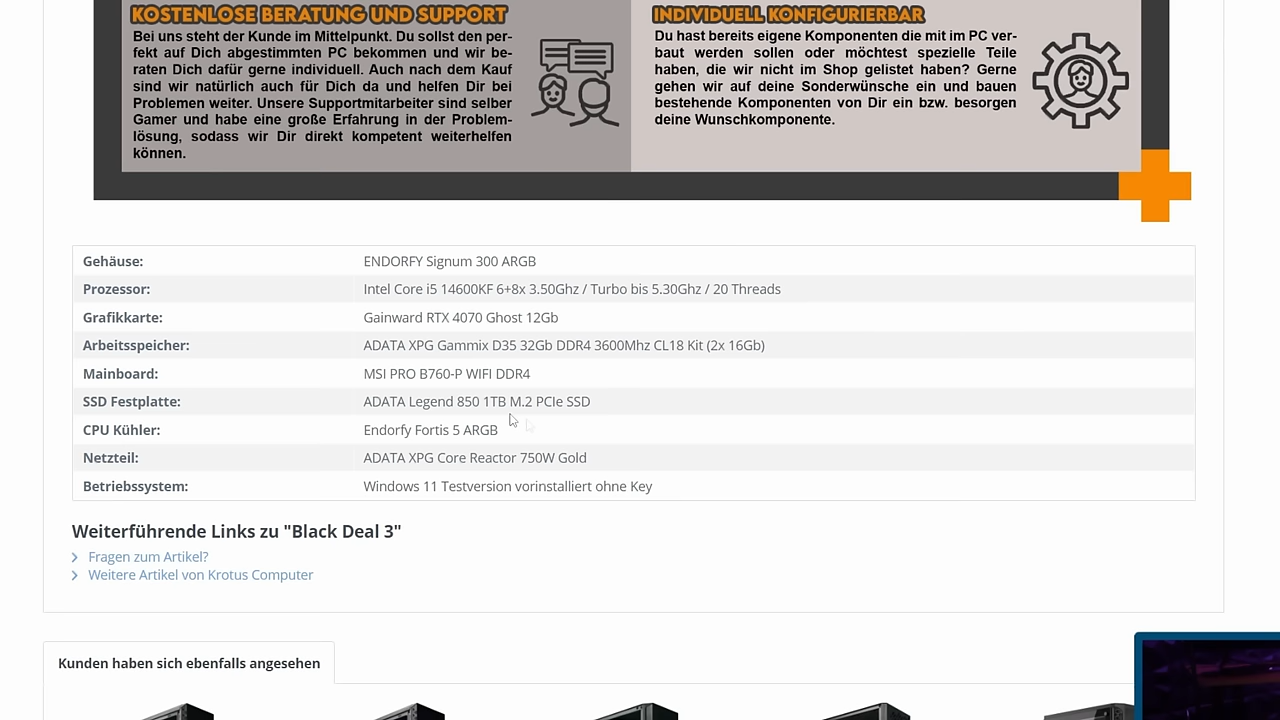 KOSTENLOSE BERATUNG UND SUPPORT
Bei uns steht der Kunde im Mittelpunkt. Du sollst den per-
fekt auf Dich abgestimmten PC bekommen und wir be-
raten Dich dafür gerne individuell. Auch nach dem Kauf
sind wir natürlich auch für Dich da und helfen Dir bei
Problemen weiter. Unsere Supportmitarbeiter sind selber
Gamer und habe eine große Erfahrung in der Problem-
lösung, sodass wir Dir direkt kompetent weiterhelfen
können.
INDIVIDUELL KONFIGURIERBAR
Du hast bereits eigene Komponenten die mit im PC ver-
baut werden sollen oder möchtest spezielle Teile
haben, die wir nicht im Shop gelistet haben? Gerne
gehen wir auf deine Sonderwünsche ein und bauen
bestehende Komponenten von Dir ein bzw. besorgen
deine Wunschkomponente.
Gehäuse: ENDORFY Signum 300 ARGB
Prozessor: Intel Core i5 14600KF 6+8x 3.50Ghz / Turbo bis 5.30Ghz / 20 Threads
Grafikkarte: Gainward RTX 4070 Ghost 12Gb
Arbeitsspeicher: ADATA XPG Gammix D35 32Gb DDR4 3600Mhz CL18 Kit (2x 16Gb)
Mainboard: MSI PRO B760-P WIFI DDR4
SSD Festplatte: ADATA Legend 850 1TB M.2 PCIe SSD
CPU Kühler: Endorfy Fortis 5 ARGB
Netzteil: ADATA XPG Core Reactor 750W Gold
Betriebssystem: Windows 11 Testversion vorinstalliert ohne Key
Weiterführende Links zu "Black Deal 3"
Fragen zum Artikel?
Weitere Artikel von Krotus Computer
Kunden haben sich ebenfalls angesehen